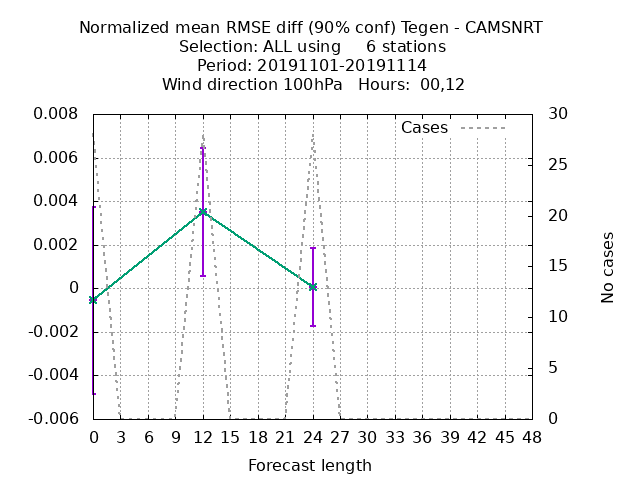 Normalized mean RMSE diff (90% conf) Tegen - CAMSNRT
Selection: ALL using     6 stations
Period: 20191101-20191114
Wind direction 100hPa   Hours:  00,12
Cases
0.008
0.006
0.004
0.002
0
-0.002
-0.004
-0.006
30
25
20
15
10
5
0
No cases
0 3 6 9 12 15 18 21 24 27 30 33 36 39 42 45 48
Forecast length